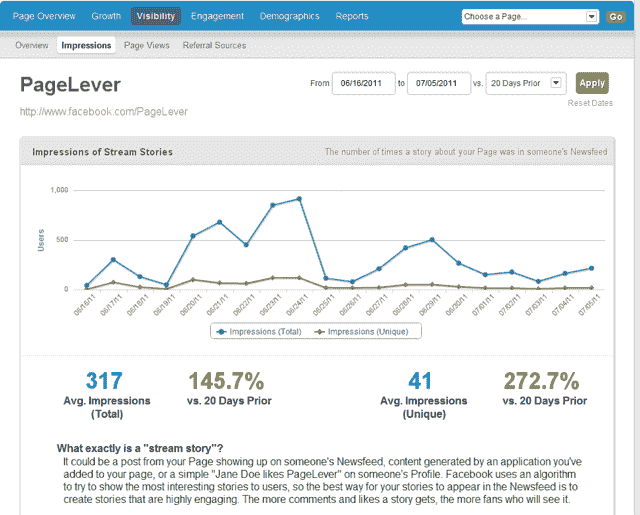 Page Overview Growth Visibility Engagement Demographics Reports Choose a Page... Go
Overview Impressions Page Views Referral Sources
PageLever From 06/16/2011 to 07/05/2011 vs. 20 Days Prior Apply
Reset Dates
http://www.facebook.com/PageLever
Impressions of Stream Stories The number of times a story about your Page was in someone's Newsfeed
1,000
500
0
Users
06/16/11 06/17/11 06/18/11 06/19/11 06/20/11 06/21/11 06/22/11 06/23/11 06/24/11 06/25/11 06/26/11 06/27/11 06/28/11 06/29/11 06/30/11 07/01/11 07/02/11 07/03/11 07/04/11 07/05/11
Impressions (Total) Impressions (Unique)
317 145.7% 41 272.7%
Avg. Impressions vs. 20 Days Prior Avg. Impressions vs. 20 Days Prior
(Total) (Unique)
What exactly is a "stream story"?
It could be a post from your Page showing up on someone's Newsfeed, content generated by an application you've
added to your page, or a simple "Jane Doe likes PageLever" on someone's Profile. Facebook uses an algorithm
to try to show the most interesting stories to users, so the best way for your stories to appear in the Newsfeed is to
create stories that are highly engaging. The more comments and likes a story gets, the more fans who will see it.